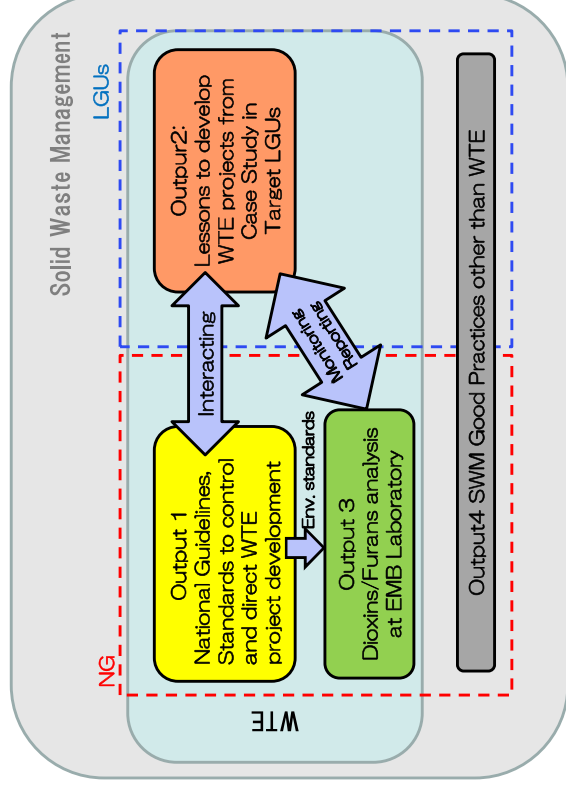 Solid Waste Management
NG
LGUs
WTE
Output 1
National Guidelines,
Standards to control
and direct WTE
project development
Interacting
Outpur2:
Lessons to develop
WTE projects from
Case Study in
Target LGUs
Env. standards
Monitoring
Reporting
Output 3
Dioxins/Furans analysis
at EMB Laboratory
Output4 SWM Good Practices other than WTE